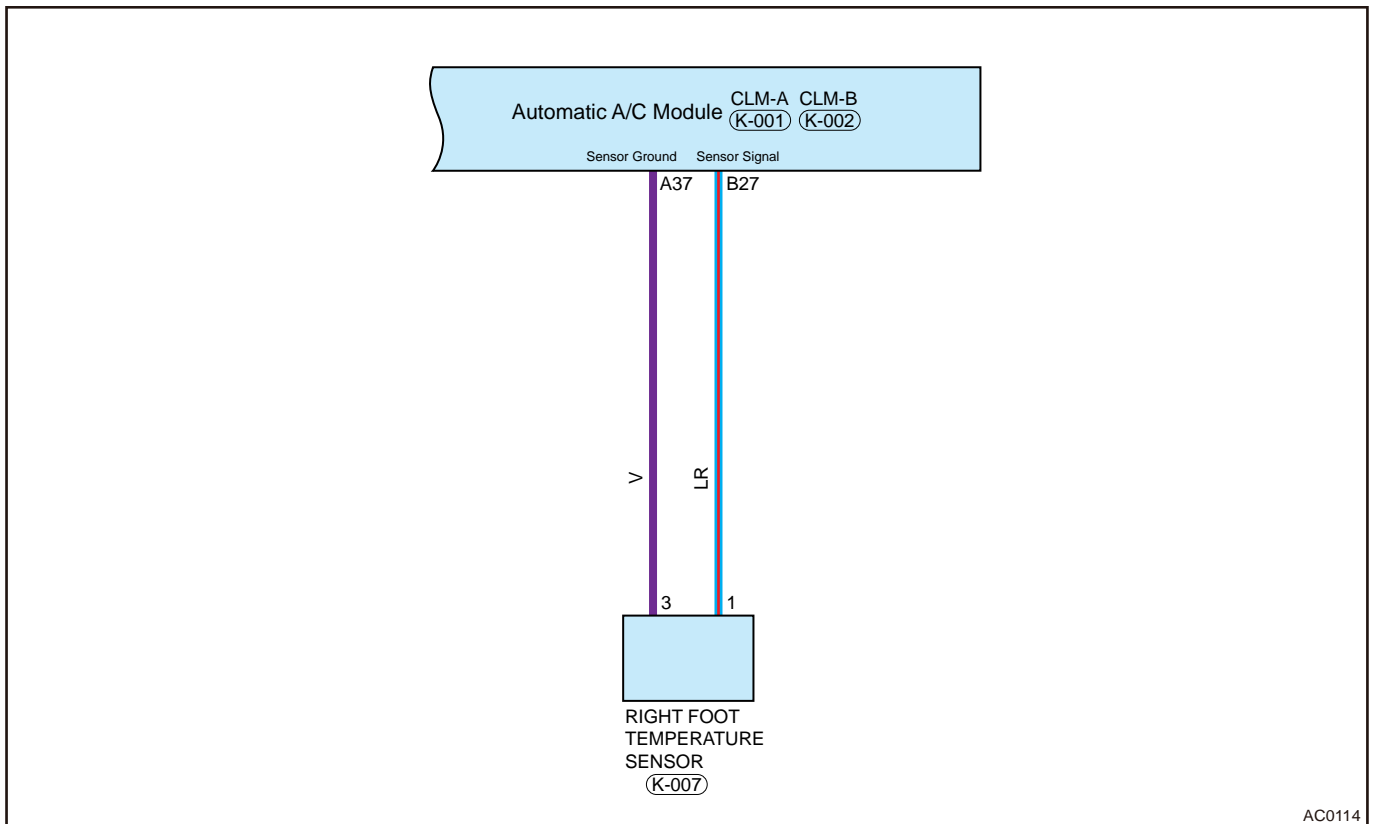 Automatic A/C Module
CLM-A CLM-B
K-001 K-002
Sensor Ground Sensor Signal
A37 B27
V LR
3 1
RIGHT FOOT
TEMPERATURE
SENSOR
K-007
AC0114